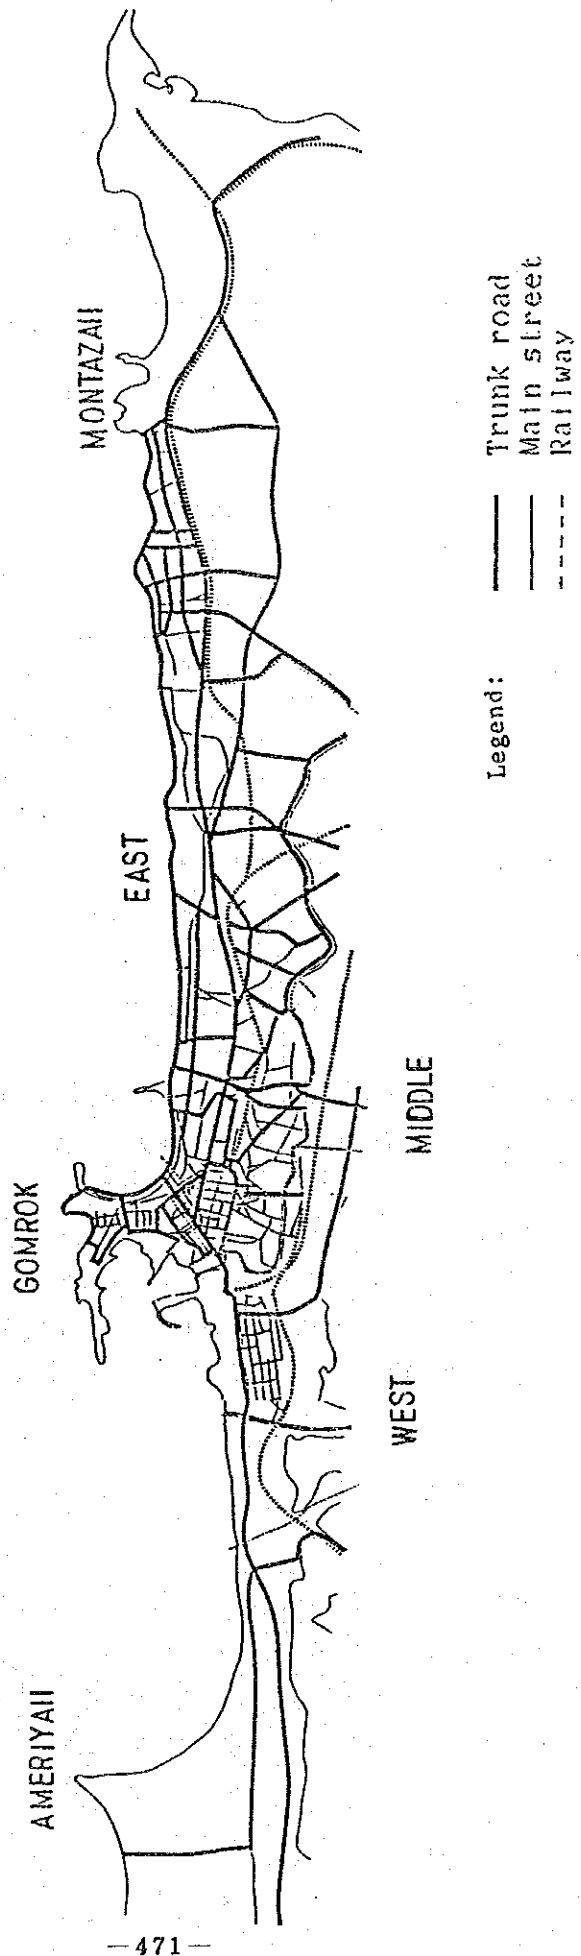 MONTAZAH
EAST
GOMROK
MIDDLE
WEST
AMERIYAH
Legend:
Trunk road
Main street
Railway
—471—